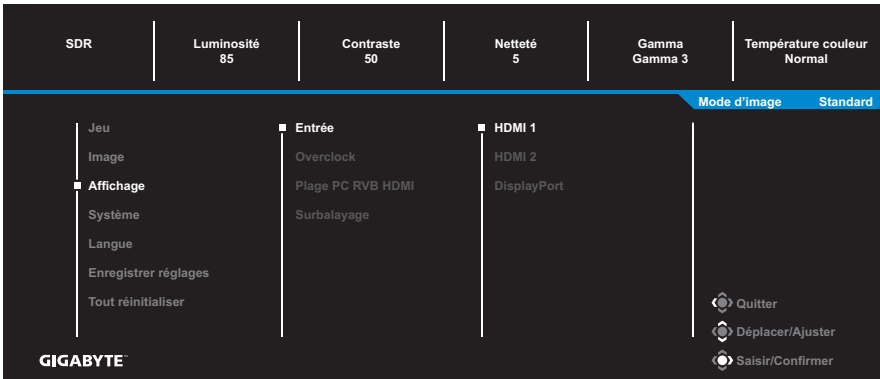 SDR
Luminosité
85
Contraste
50
Netteté
5
Gamma
Gamma 3
Température couleur
Normal
Mode d'image Standard
Jeu
Image
Affichage
Système
Langue
Enregistrer réglages
Tout réinitialiser
Entrée
Overclock
Plage PC RVB HDMI
Surbalayage
HDMI 1
HDMI 2
DisplayPort
Quitter
Déplacer/Ajuster
Saisir/Confirmer
GIGABYTE™